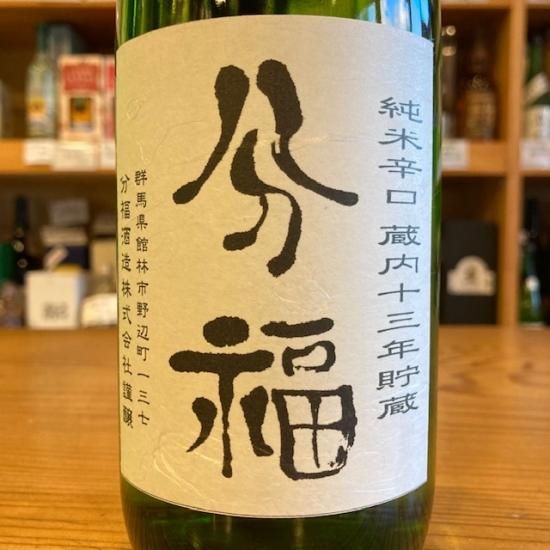 純米辛口 蔵内十三年貯蔵
分福
群馬県館林市野辺町一三七
分福酒造株式会社謹醸